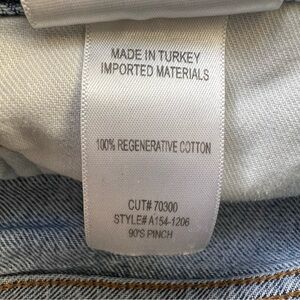 MADE IN TURKEY
IMPORTED MATERIALS
100% REGENERATIVE COTTON
CUT# 70300
STYLE# A154-1206
90'S PINCH